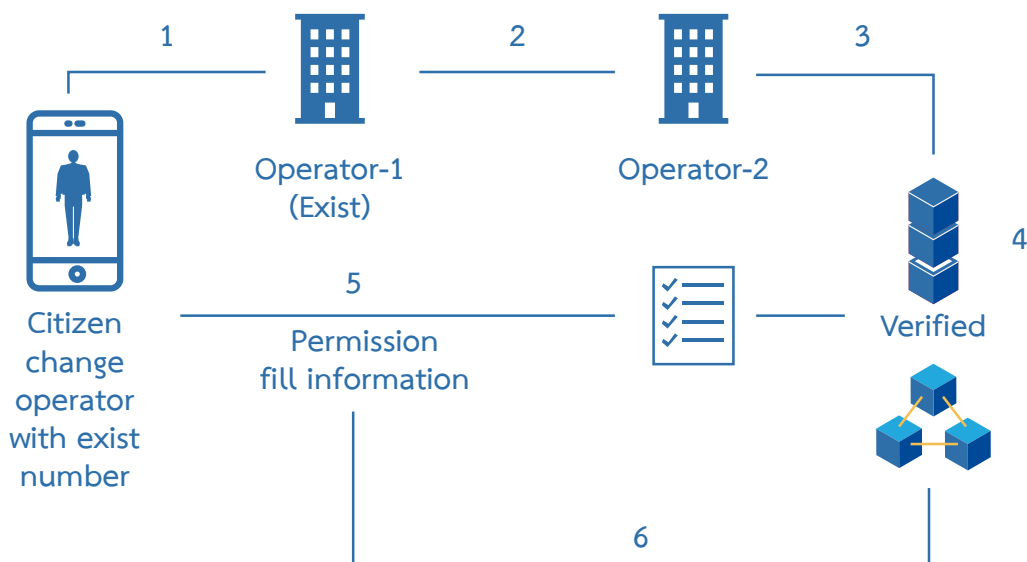 1
2
3
Operator-1
(Exist)
Operator-2
4
5
Citizen
change
operator
with exist
number
Permission
fill information
Verified
6